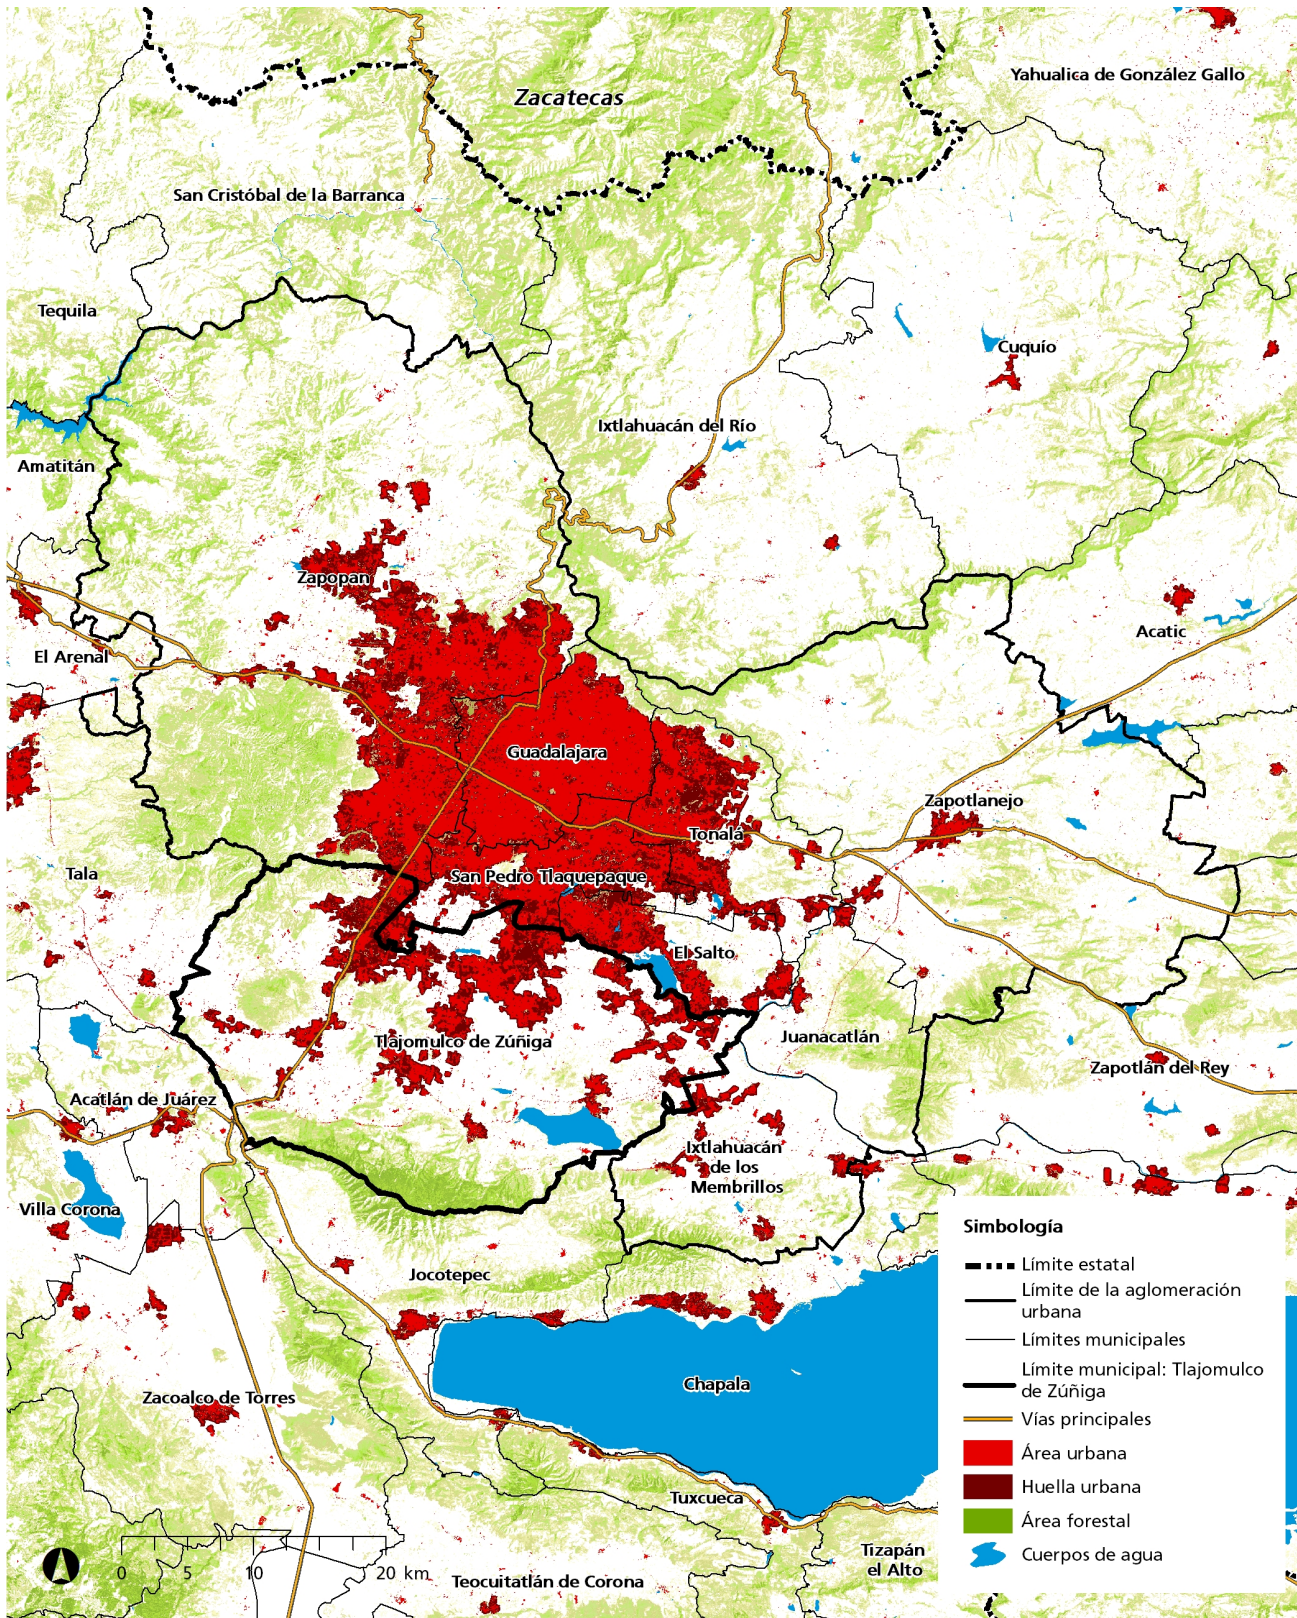 Yahualica de González Gallo
Zacatecas
San Cristóbal de la Barranca
Tequila
Cuquío
Ixtlahuacán del Río
Amatitán
Zapopan
Acatic
El Arenal
Guadalajara
Zapotlanejo
Tonalá
Tala
San Pedro Tlaquepaque
El Salto
Juanacatlán
Tlajomulco de Zúñiga
Zapotlán del Rey
Acatlán de Juárez
Ixtlahuacán
de los
Membrillos
Villa Corona
Jocotepec
Chapala
Zacoalco de Torres
Tuxcueca
Tizapán
el Alto
Teocuitatlán de Corona
0 5 10 20 km
Simbología
Límite estatal
Límite de la aglomeración
urbana
Límites municipales
Límite municipal: Tlajomulco
de Zúñiga
Vías principales
Área urbana
Huella urbana
Área forestal
Cuerpos de agua